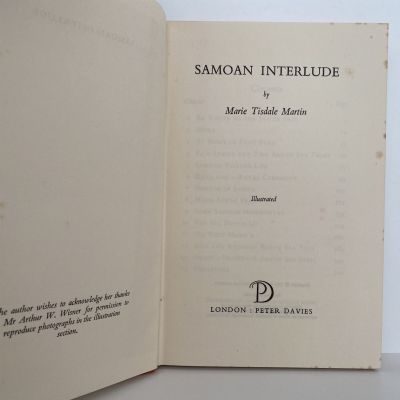 The author wishes to acknowledge her thanks
Mr Arthur W. Wisner for permission to
reproduce photographs in the illustration
section.
SAMOAN INTERLUDE
by
Marie Tisdale Martin
Illustrated
PD
LONDON : PETER DAVIES